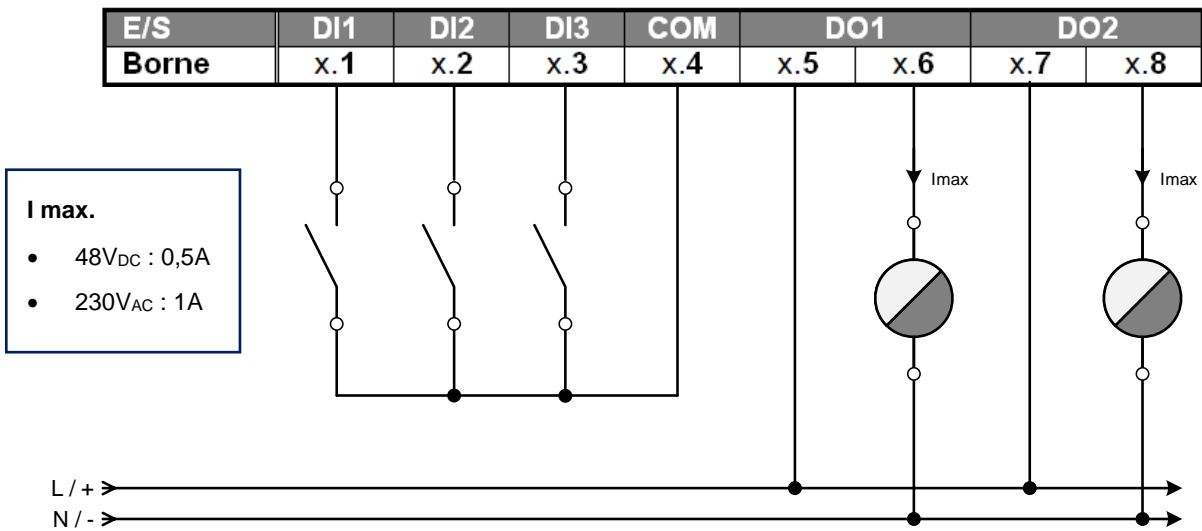 E/S DI1 DI2 DI3 COM DO1 DO2
Borne x.1 x.2 x.3 x.4 x.5 x.6 x.7 x.8
Imax Imax
I max.
• 48VDC : 0,5A
• 230VAC : 1A
L / +
N / -